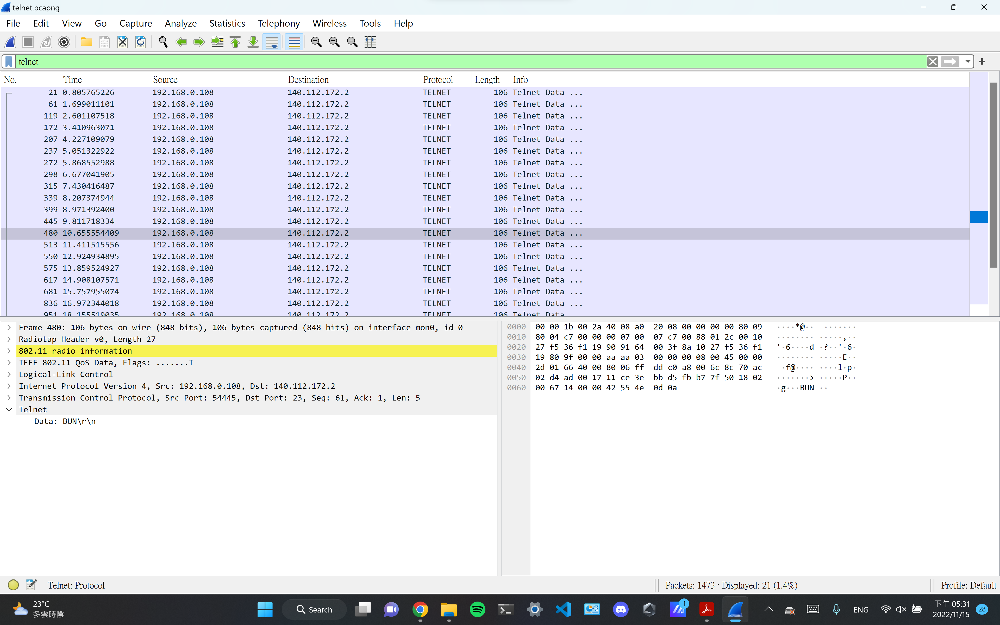 telnet.pcapng
File Edit View Go Capture Analyze Statistics Telephony Wireless Tools Help
telnet
No. Time Source Destination Protocol Length Info
21 0.805765226 192.168.0.108 140.112.172.2 TELNET 106 Telnet Data ...
61 1.699011101 192.168.0.108 140.112.172.2 TELNET 106 Telnet Data ...
119 2.601107518 192.168.0.108 140.112.172.2 TELNET 106 Telnet Data ...
172 3.410963071 192.168.0.108 140.112.172.2 TELNET 106 Telnet Data ...
207 4.227109079 192.168.0.108 140.112.172.2 TELNET 106 Telnet Data ...
237 5.051322922 192.168.0.108 140.112.172.2 TELNET 106 Telnet Data ...
272 5.868552988 192.168.0.108 140.112.172.2 TELNET 106 Telnet Data ...
298 6.677041905 192.168.0.108 140.112.172.2 TELNET 106 Telnet Data ...
315 7.430416487 192.168.0.108 140.112.172.2 TELNET 106 Telnet Data ...
339 8.207374944 192.168.0.108 140.112.172.2 TELNET 106 Telnet Data ...
399 8.971392400 192.168.0.108 140.112.172.2 TELNET 106 Telnet Data ...
445 9.811718334 192.168.0.108 140.112.172.2 TELNET 106 Telnet Data ...
480 10.655554409 192.168.0.108 140.112.172.2 TELNET 106 Telnet Data ...
513 11.411515556 192.168.0.108 140.112.172.2 TELNET 106 Telnet Data ...
550 12.924934895 192.168.0.108 140.112.172.2 TELNET 106 Telnet Data ...
575 13.859524927 192.168.0.108 140.112.172.2 TELNET 106 Telnet Data ...
617 14.908107571 192.168.0.108 140.112.172.2 TELNET 106 Telnet Data ...
681 15.757955074 192.168.0.108 140.112.172.2 TELNET 106 Telnet Data ...
836 16.972344018 192.168.0.108 140.112.172.2 TELNET 106 Telnet Data ...
951 18.155519035 192.168.0.108 140.112.172.2 TELNET 106 Telnet Data
Frame 480: 106 bytes on wire (848 bits), 106 bytes captured (848 bits) on interface mon0, id 0
Radiotap Header v0, Length 27
802.11 radio information
IEEE 802.11 QoS Data, Flags: .......T
Logical-Link Control
Internet Protocol Version 4, Src: 192.168.0.108, Dst: 140.112.172.2
Transmission Control Protocol, Src Port: 54445, Dst Port: 23, Seq: 61, Ack: 1, Len: 5
Telnet
Data: BUN\r\n
0000 00 00 1b 00 2a 40 08 a0 20 08 00 00 00 00 80 09 ····*@·· ·······
0010 80 04 c7 00 00 00 07 00 07 c7 00 88 01 2c 00 10 ········ ·····,··
0020 27 f5 36 f1 19 90 91 64 00 3f 8a 10 27 f5 36 f1 '·6····d ·?··'·6·
0030 19 80 9f 00 00 aa aa 03 00 00 00 08 00 45 00 00 ········ ·····E··
0040 2d 01 66 40 00 80 06 ff dd c0 a8 00 6c 8c 70 ac -·f@···· ····l·p·
0050 02 d4 ad 00 17 11 ce 3e bb d5 fb b7 7f 50 18 02 ·······> ·····P··
0060 00 67 14 00 00 42 55 4e 0d 0a ·g···BUN ··
Telnet: Protocol
Packets: 1473 · Displayed: 21 (1.4%)
Profile: Default
23°C
多雲時陰
Search
1
ENG
下午 05:31
2022/11/15
28